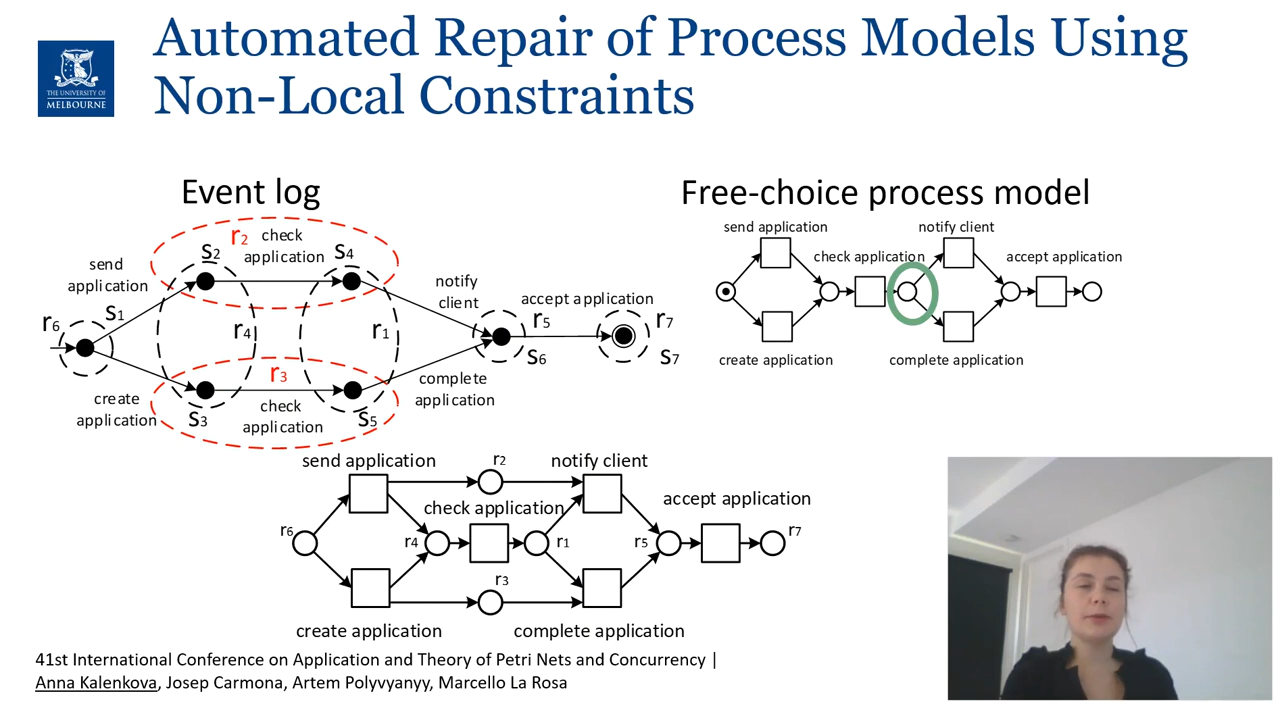 Automated Repair of Process Models Using
Non-Local Constraints
THE UNIVERSITY OF
MELBOURNE
Event log
r6
s1
send
application
create
application
s2
r2
check
application
s4
r4
r1
s3
r3
check
application
s5
notify
client
complete
application
accept application
r5
s6
r7
s7
Free-choice process model
send application
notify client
check application
accept application
create application
complete application
send application
r2
notify client
check application
accept application
r6
r4
r1
r5
r7
r3
create application
complete application
41st International Conference on Application and Theory of Petri Nets and Concurrency |
Anna Kalenkova, Josep Carmona, Artem Polyvyanyy, Marcello La Rosa